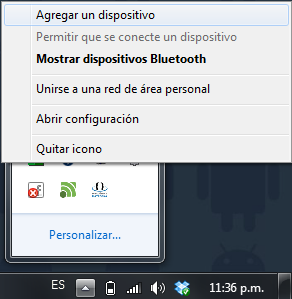 Agregar un dispositivo
Permitir que se conecte un dispositivo
Mostrar dispositivos Bluetooth
Unirse a una red de área personal
Abrir configuración
Quitar icono
Personalizar...
ES
11:36 p.m.